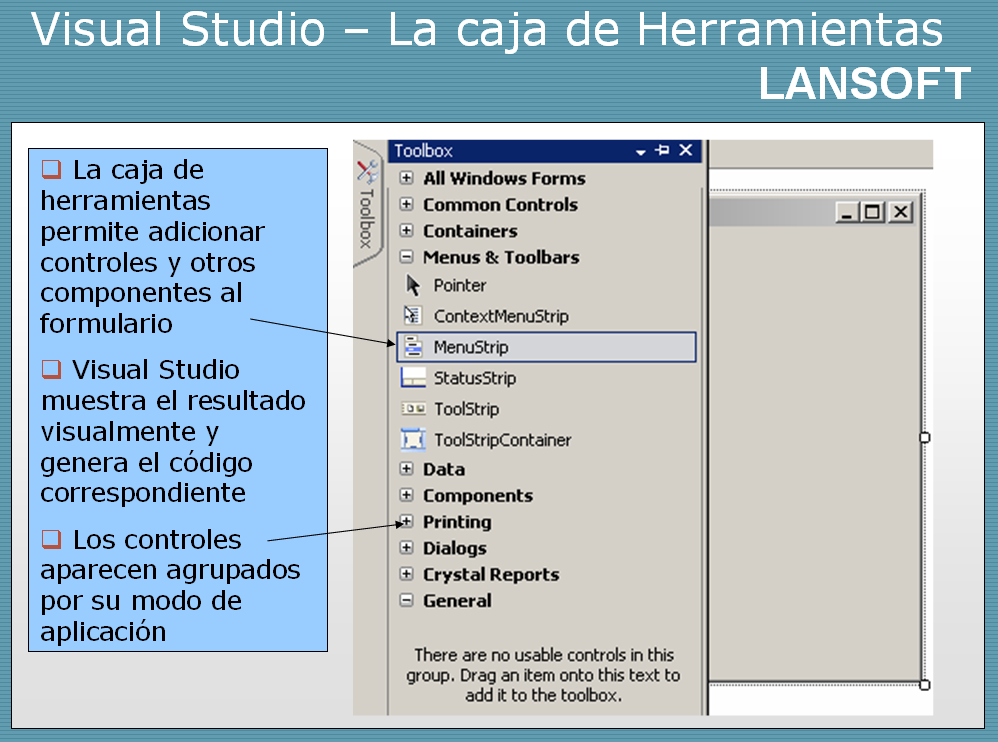 Visual Studio – La caja de Herramientas
LANSOFT
La caja de
herramientas
permite adicionar
controles y otros
componentes al
formulario
Visual Studio
muestra el resultado
visualmente y
genera el código
correspondiente
Los controles
aparecen agrupados
por su modo de
aplicación
Toolbox
Toolbox
All Windows Forms
Common Controls
Containers
Menus & Toolbars
Pointer
ContextMenuStrip
MenuStrip
StatusStrip
ToolStrip
ToolStripContainer
Data
Components
Printing
Dialogs
Crystal Reports
General
There are no usable controls in this
group. Drag an item onto this text to
add it to the toolbox.